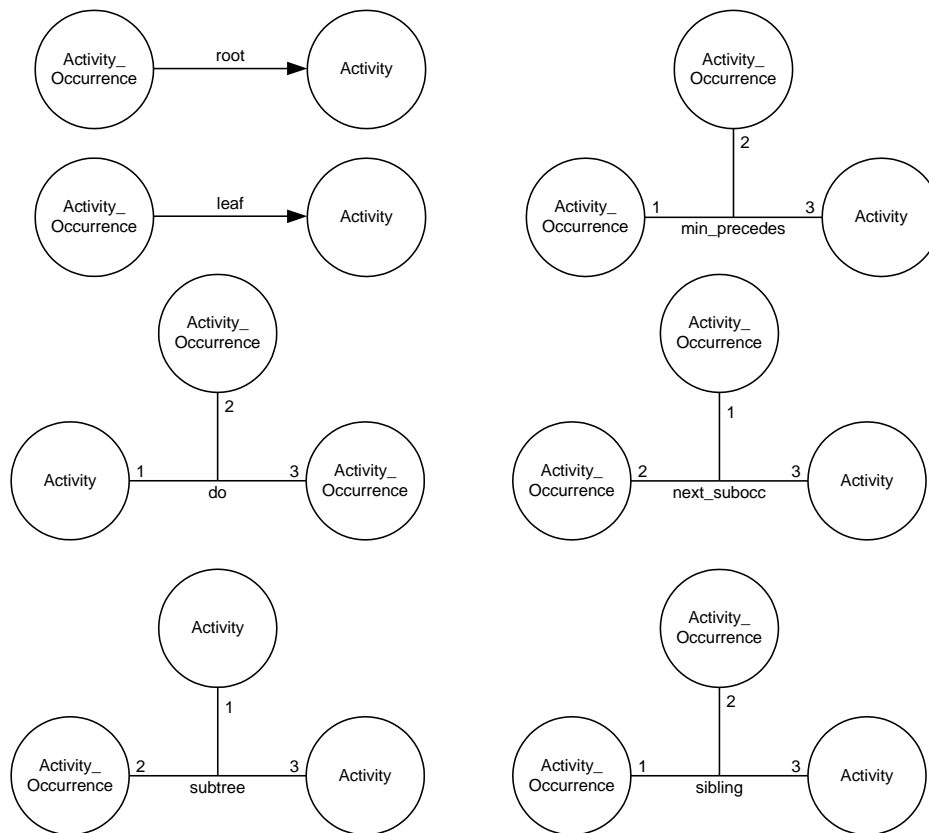 Activity_
Occurrence
root
Activity
Activity_
Occurrence
leaf
Activity
Activity_
Occurrence
2
Activity_
Occurrence
1
min_precedes
3
Activity
Activity_
Occurrence
2
Activity
1
do
3
Activity_
Occurrence
Activity_
Occurrence
1
Activity_
Occurrence
2
next_subocc
3
Activity
Activity
1
Activity_
Occurrence
2
subtree
3
Activity
Activity_
Occurrence
2
Activity_
Occurrence
1
sibling
3
Activity